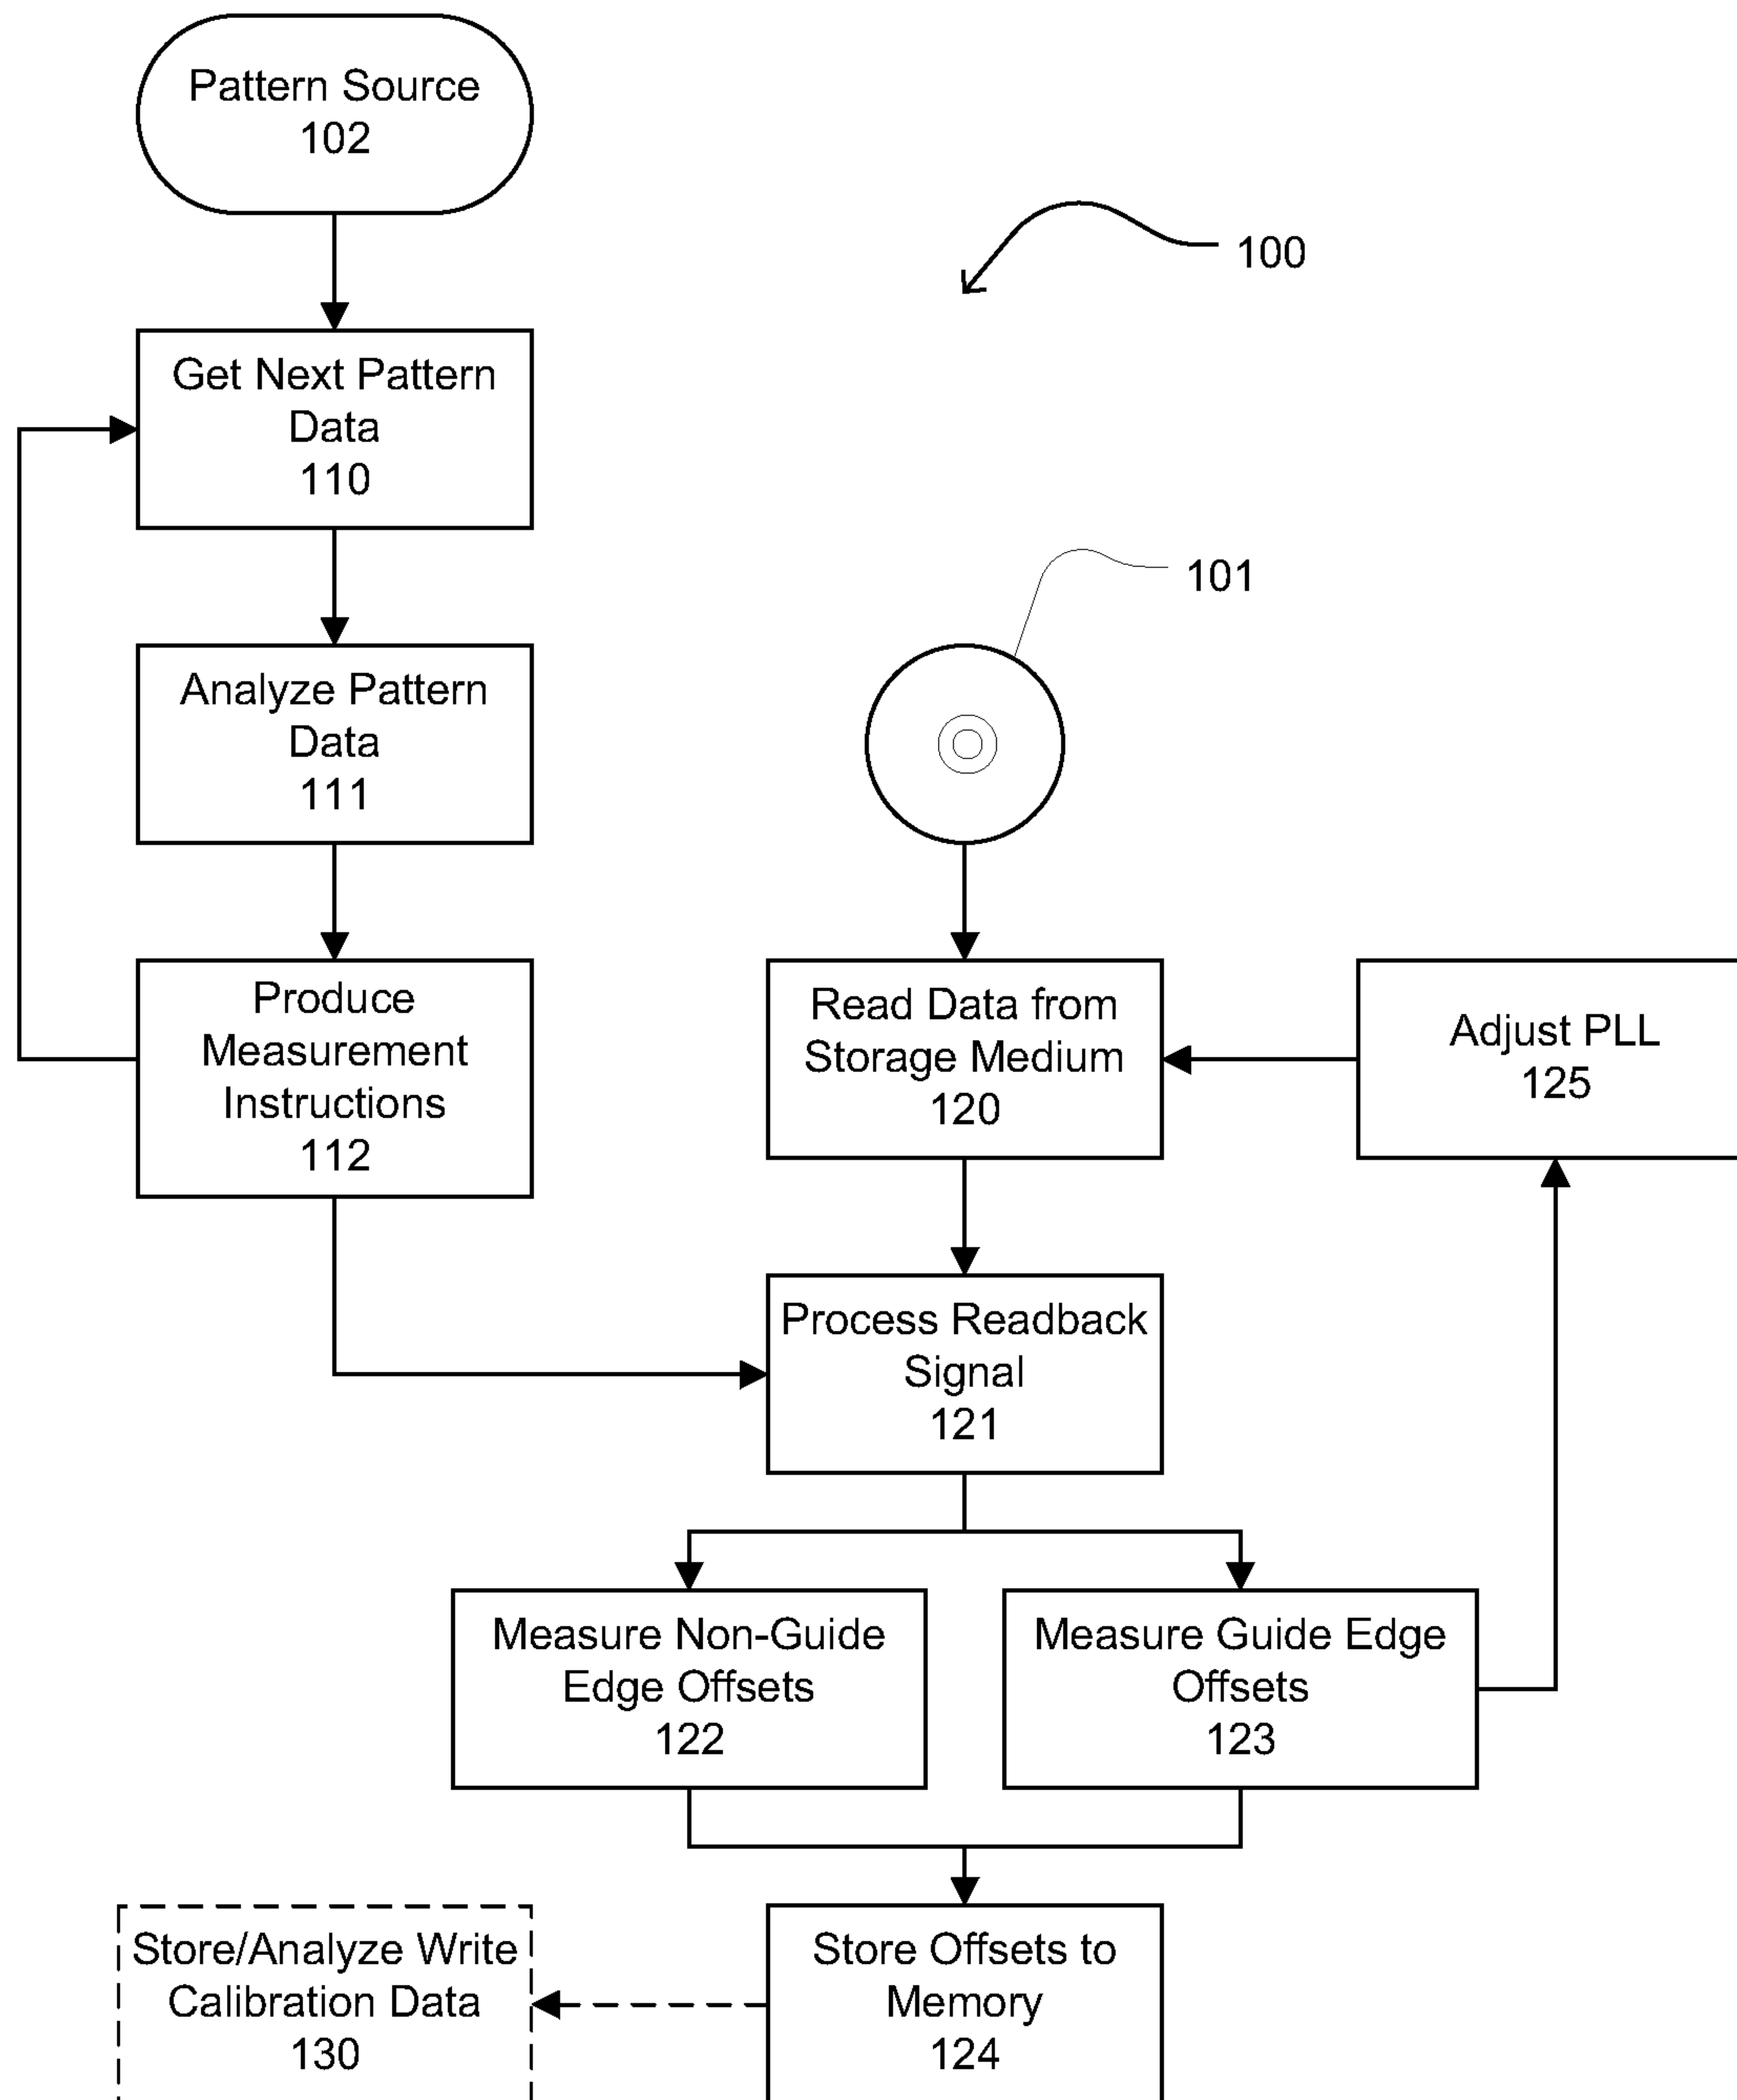 Pattern Source
102
100
Get Next Pattern
Data
110
101
Analyze Pattern
Data
111
Produce
Measurement
Instructions
112
Read Data from
Storage Medium
120
Adjust PLL
125
Process Readback
Signal
121
Measure Non-Guide
Edge Offsets
122
Measure Guide Edge
Offsets
123
Store/Analyze Write
Calibration Data
130
Store Offsets to
Memory
124